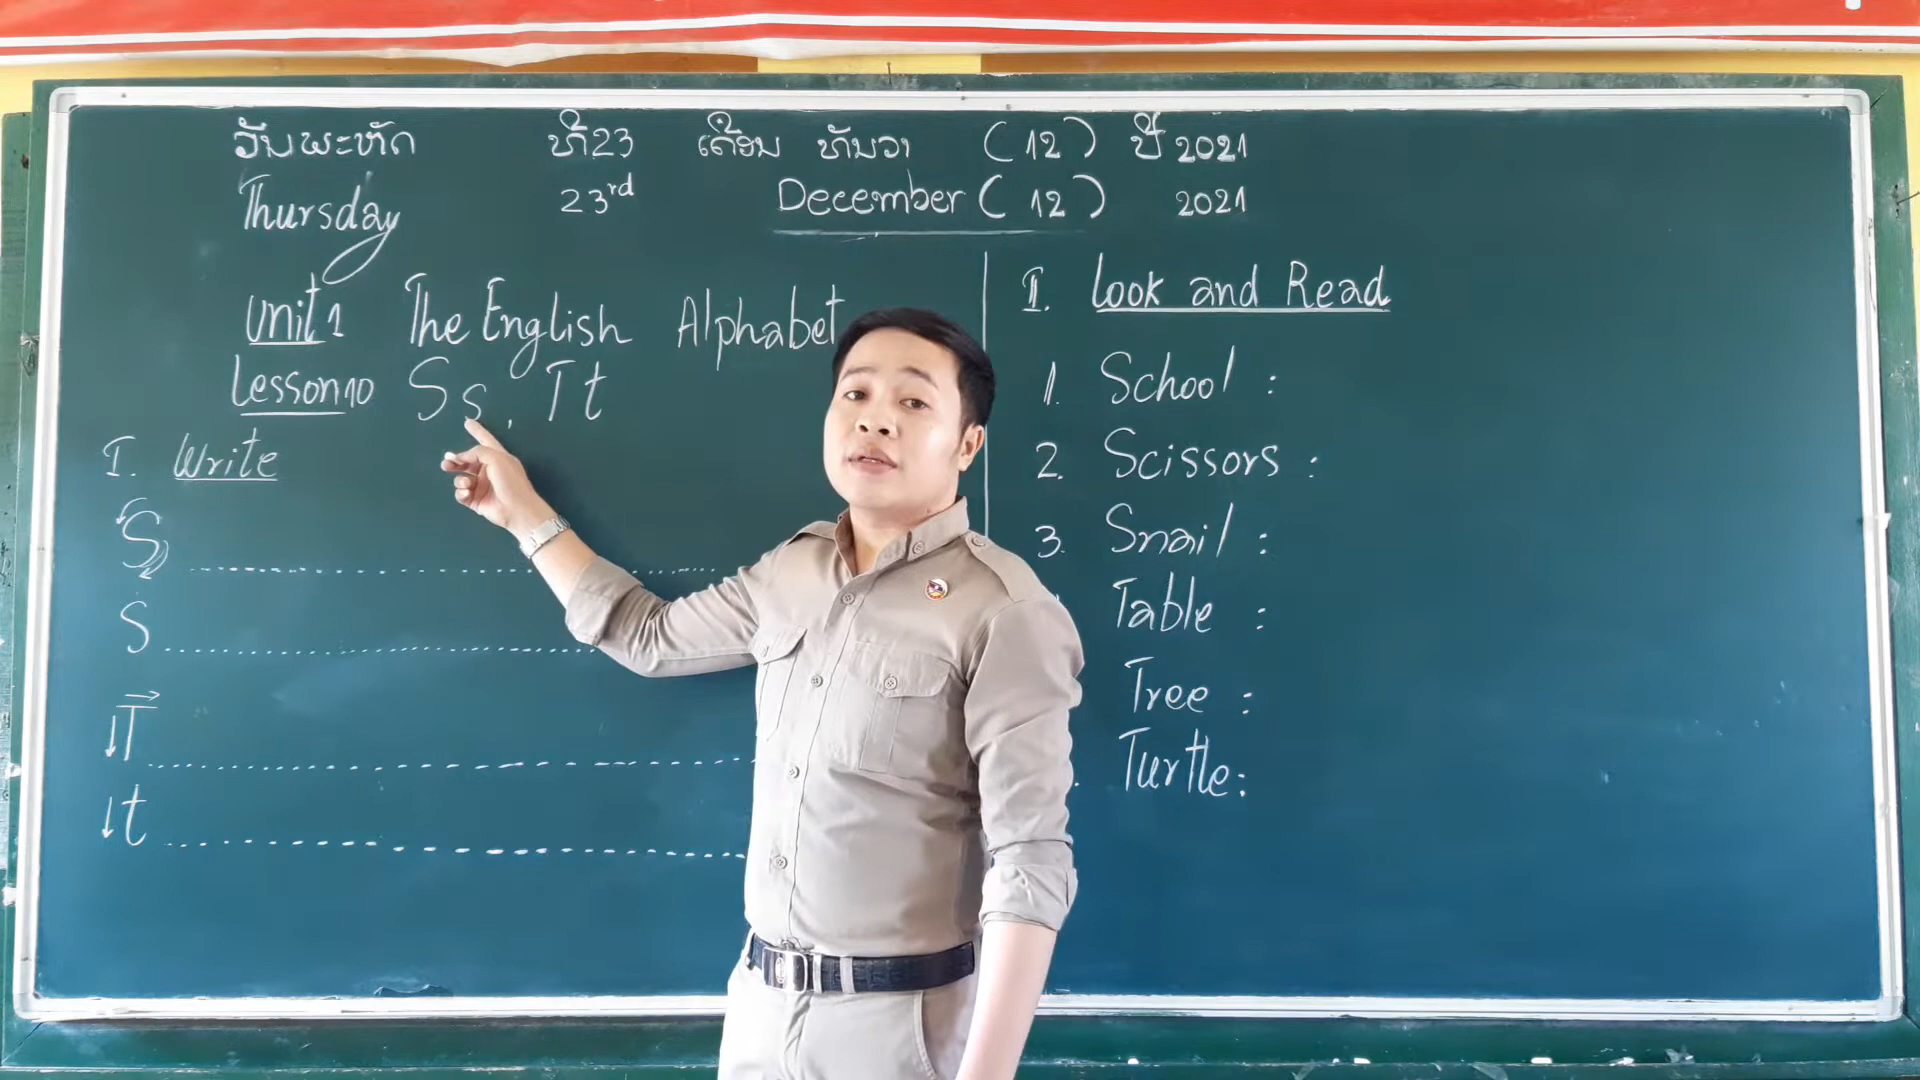 ວັນພະຫັດ ທີ23 ເດືອນ ທັນວາ (12) ປີ 2021
Thursday 23rd December (12) 2021
Unit 1 The English Alphabet
Lesson 10 Ss, Tt
I. Write
S
s
T
t
II. Look and Read
1. School :
2. Scissors :
3. Snail :
Table :
Tree :
Turtle: